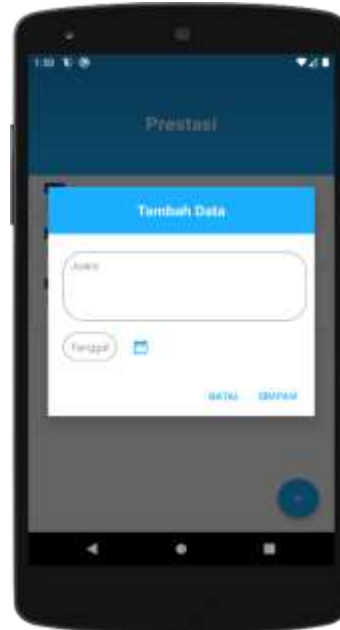 Prestasi
Tambah Data
Juara
Tanggal
BATAL SIMPAN